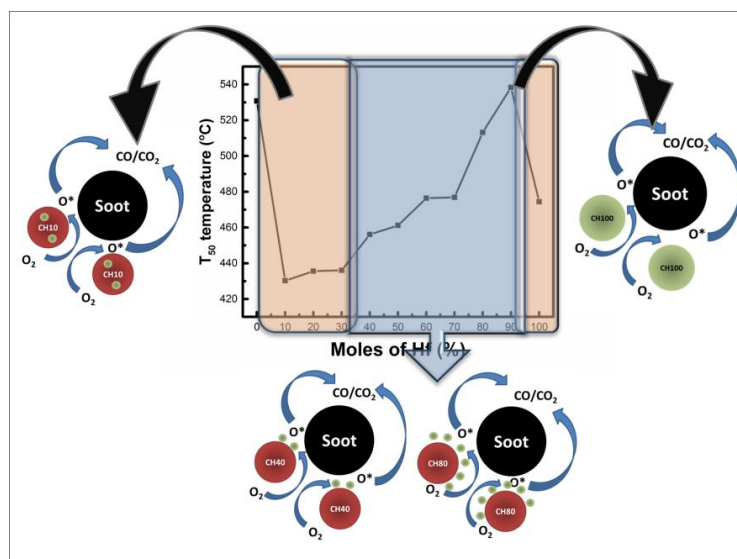 540
520
500
480
460
440
420
T50 temperature (°C)
0 10 20 30 40 50 60 70 80 90 100
Moles of Hf (%)
CO/CO2
Soot
O*
O*
CH10
CH10
O2
O2
CO/CO2
Soot
O*
O*
CH100
CH100
O2
O2
CO/CO2
Soot
O*
O*
CH40
CH40
O2
O2
CO/CO2
Soot
O*
O*
CH80
CH80
O2
O2